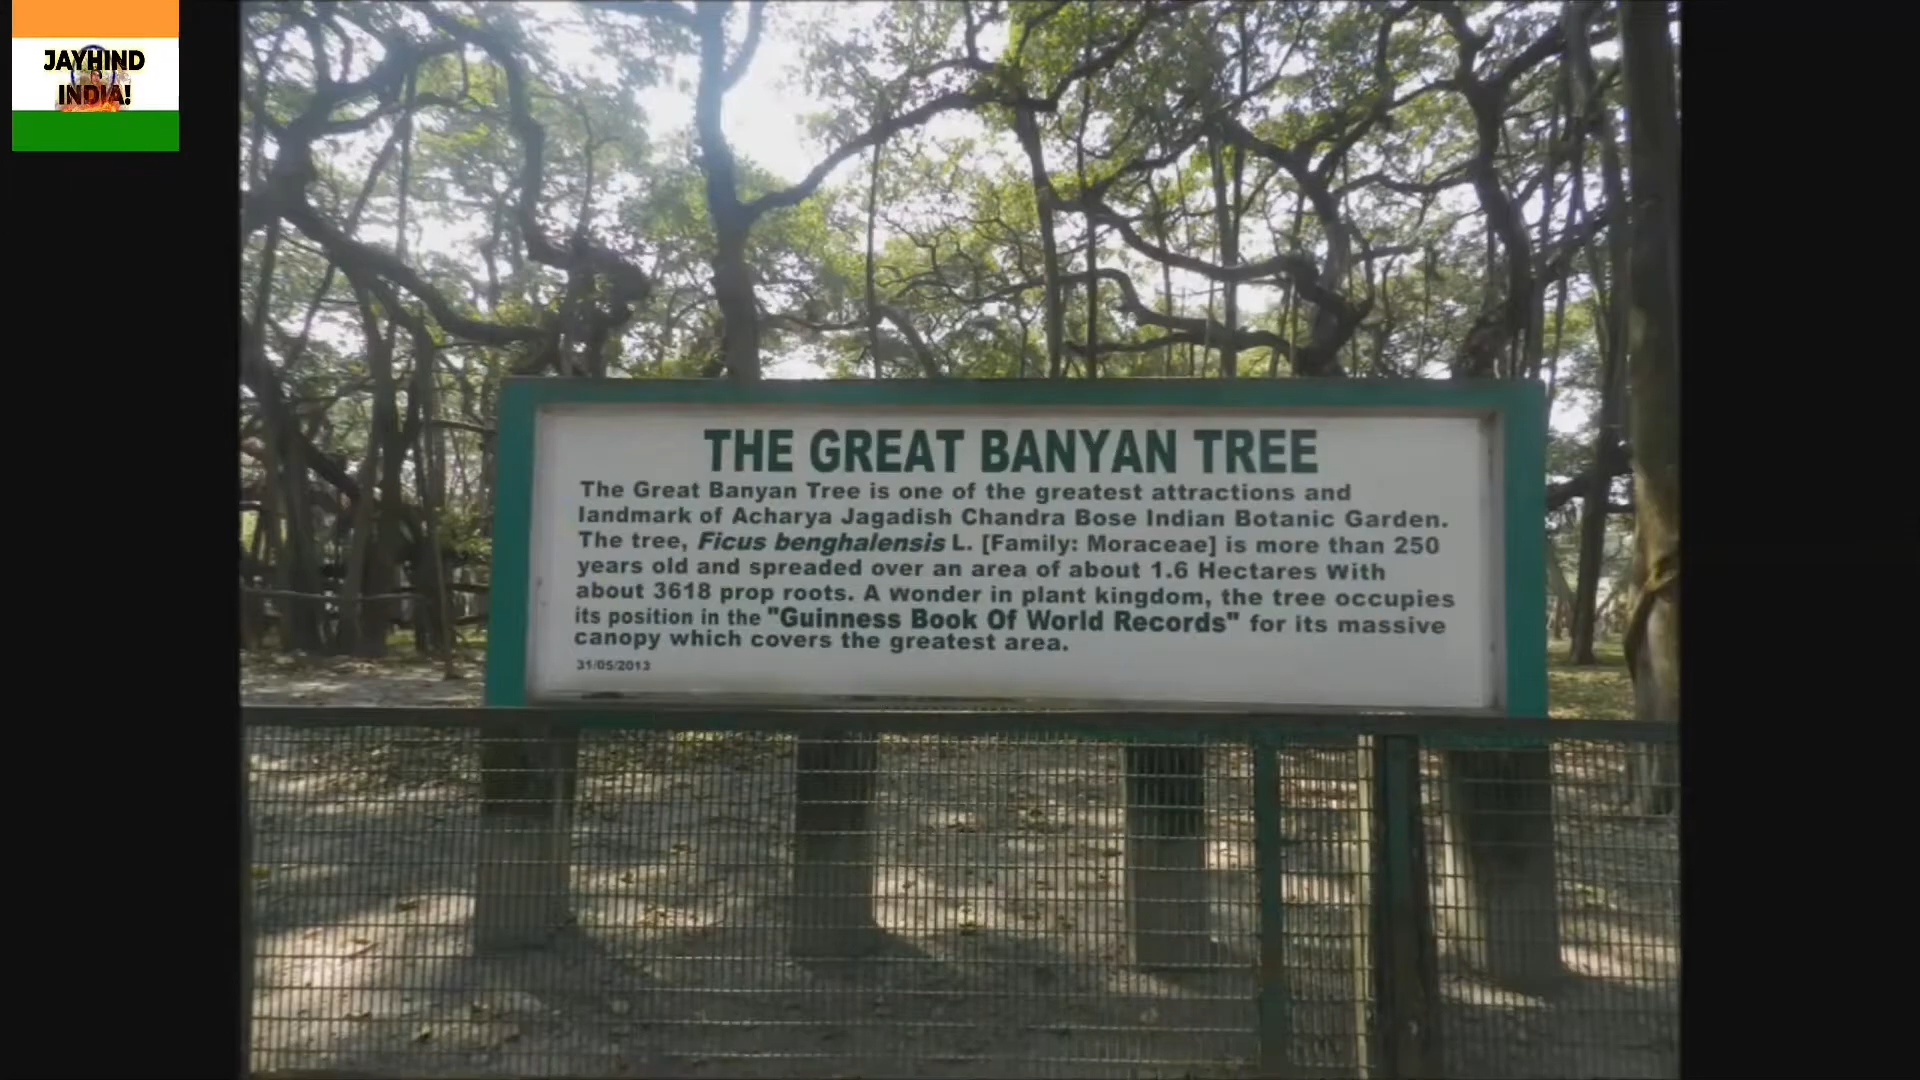 JAYHIND
INDIA!
THE GREAT BANYAN TREE
The Great Banyan Tree is one of the greatest attractions and
landmark of Acharya Jagadish Chandra Bose Indian Botanic Garden.
The tree, Ficus benghalensis L. [Family: Moraceae] is more than 250
years old and spreaded over an area of about 1.6 Hectares With
about 3618 prop roots. A wonder in plant kingdom, the tree occupies
its position in the "Guinness Book Of World Records" for its massive
canopy which covers the greatest area.
31/05/2013